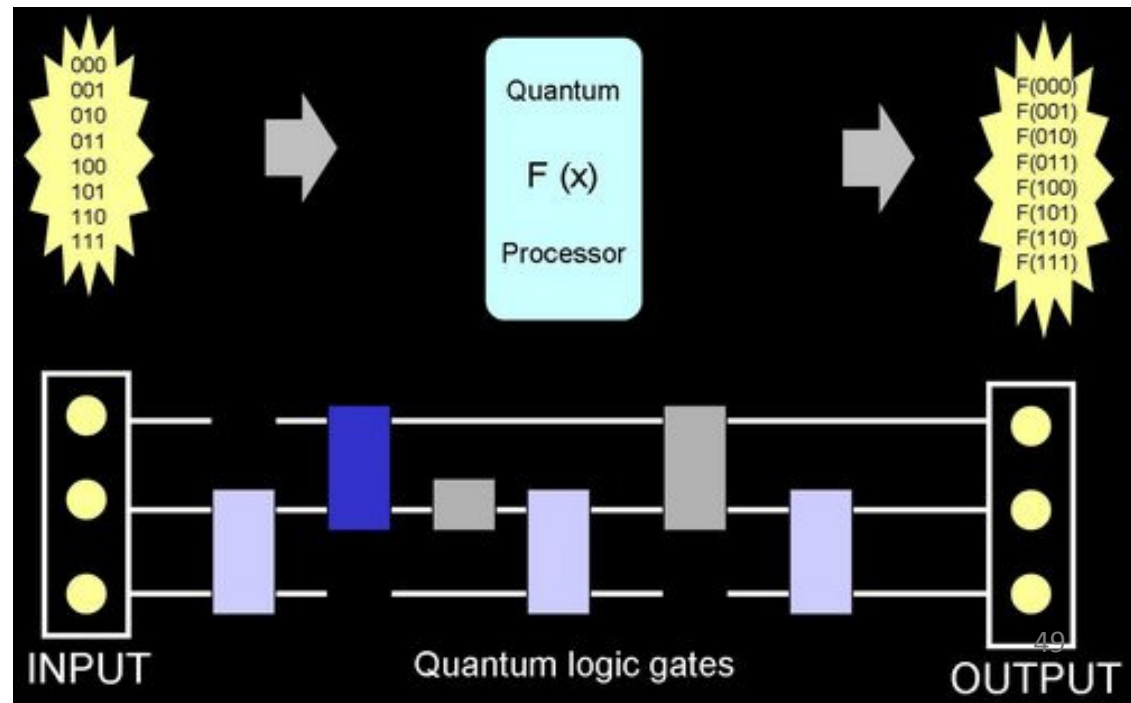 000
001
010
011
100
101
110
111
Quantum
F (x)
Processor
F(000)
F(001)
F(010)
F(011)
F(100)
F(101)
F(110)
F(111)
INPUT
Quantum logic gates
49
OUTPUT